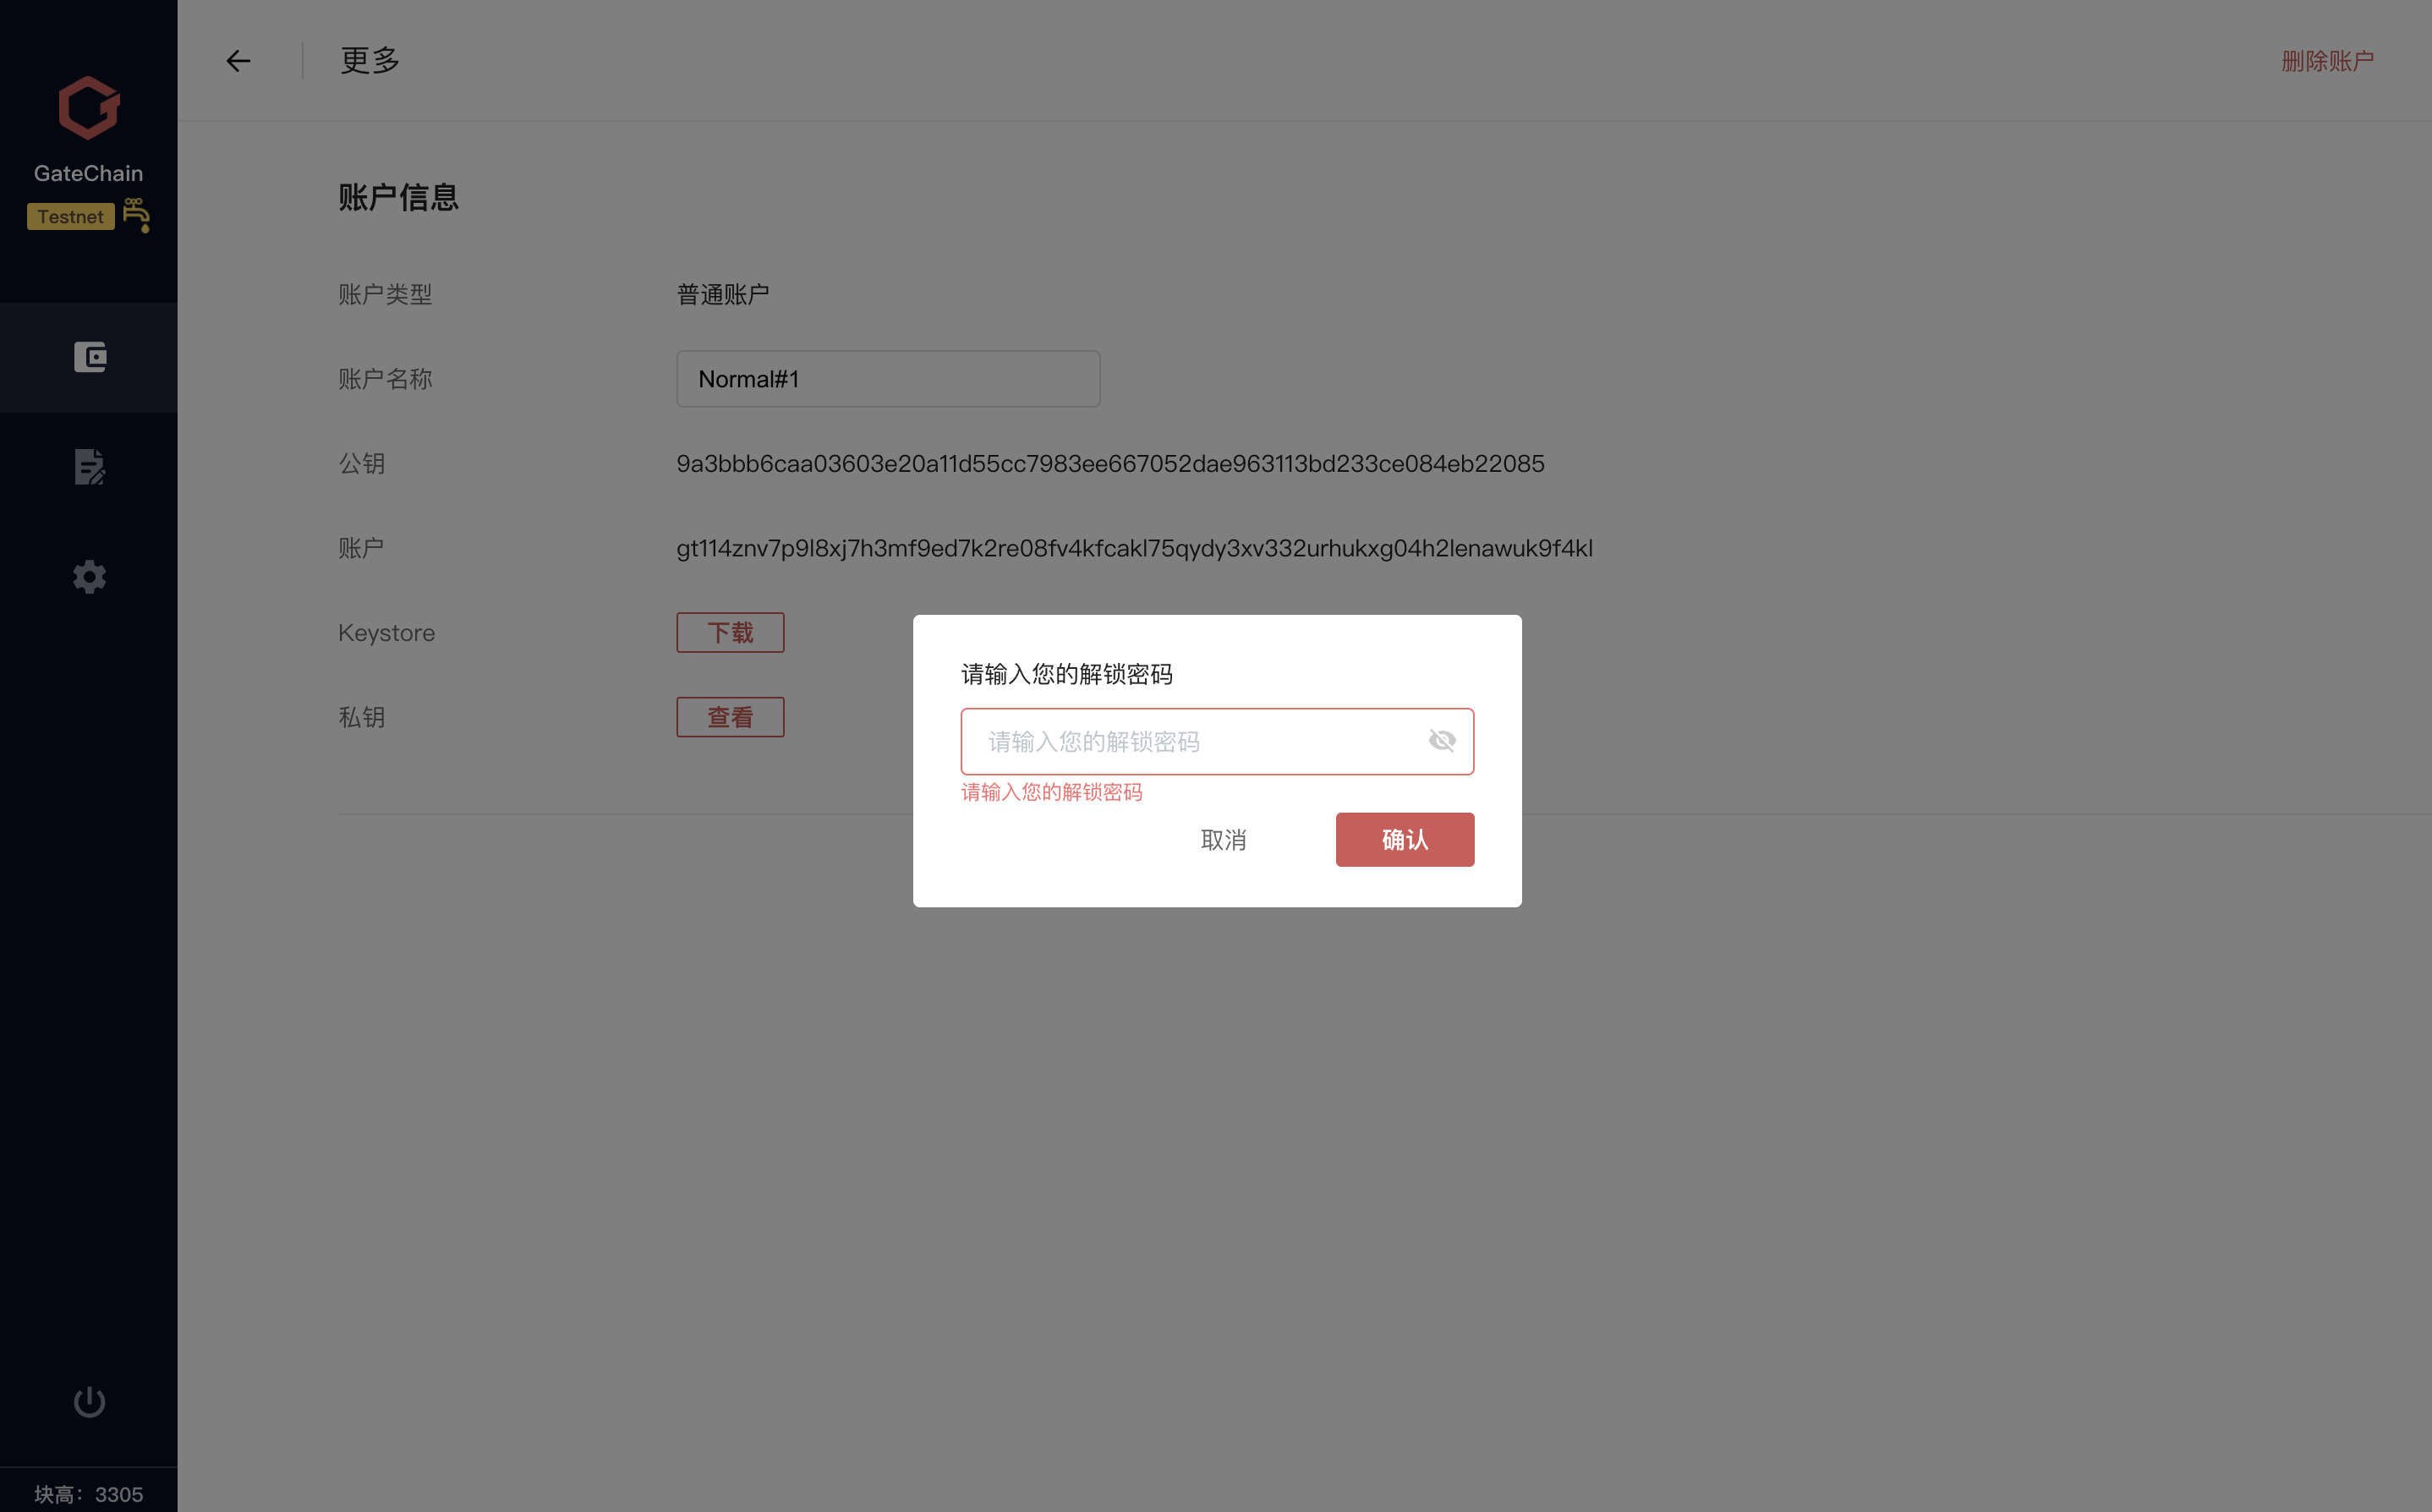 GateChain
Testnet
块高：3305
更多
删除账户
账户信息
账户类型
普通账户
账户名称
Normal#1
公钥
9a3bbb6caa03603e20a11d55cc7983ee667052dae963113bd233ce084eb22085
账户
gt114znv7p9l8xj7h3mf9ed7k2re08fv4kfcakl75qydy3xv332urhukxg04h2lenawuk9f4kl
Keystore
下载
私钥
查看
请输入您的解锁密码
请输入您的解锁密码
请输入您的解锁密码
取消
确认